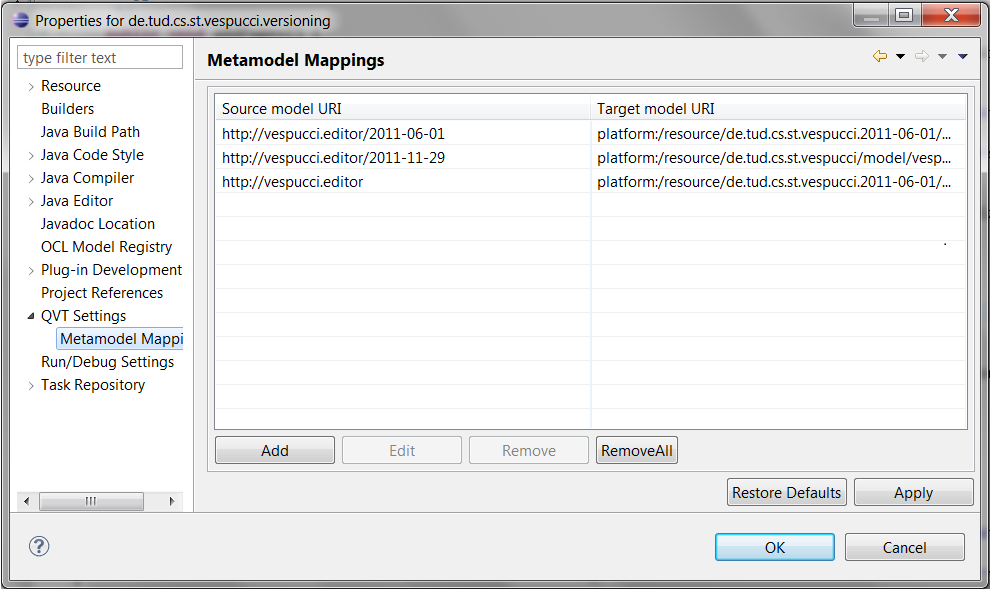 Properties for de.tud.cs.st.vespucci.versioning
type filter text
Resource
Builders
Java Build Path
Java Code Style
Java Compiler
Java Editor
Javadoc Location
OCL Model Registry
Plug-in Development
Project References
QVT Settings
Metamodel Mappi
Run/Debug Settings
Task Repository
Metamodel Mappings
Source model URI Target model URI
http://vespucci.editor/2011-06-01 platform:/resource/de.tud.cs.st.vespucci.2011-06-01/...
http://vespucci.editor/2011-11-29 platform:/resource/de.tud.cs.st.vespucci/model/vesp...
http://vespucci.editor platform:/resource/de.tud.cs.st.vespucci.2011-06-01/...
Add Edit Remove RemoveAll
Restore Defaults Apply
? OK Cancel